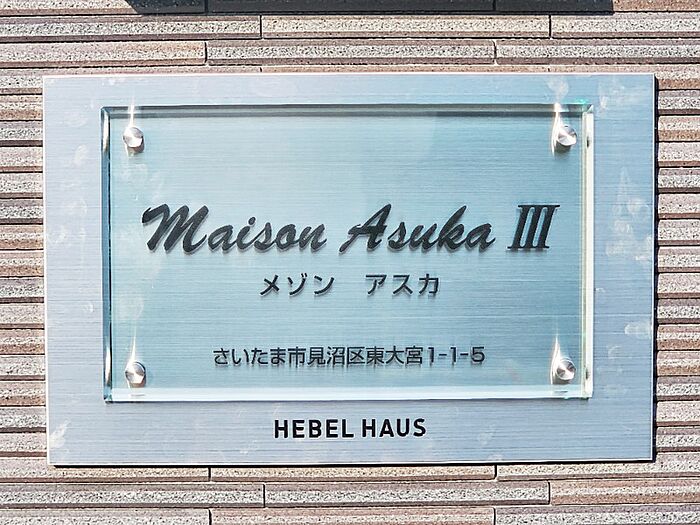 Maison Asuka III
メゾン　アスカ
さいたま市見沼区東大宮1-1-5
HEBEL HAUS